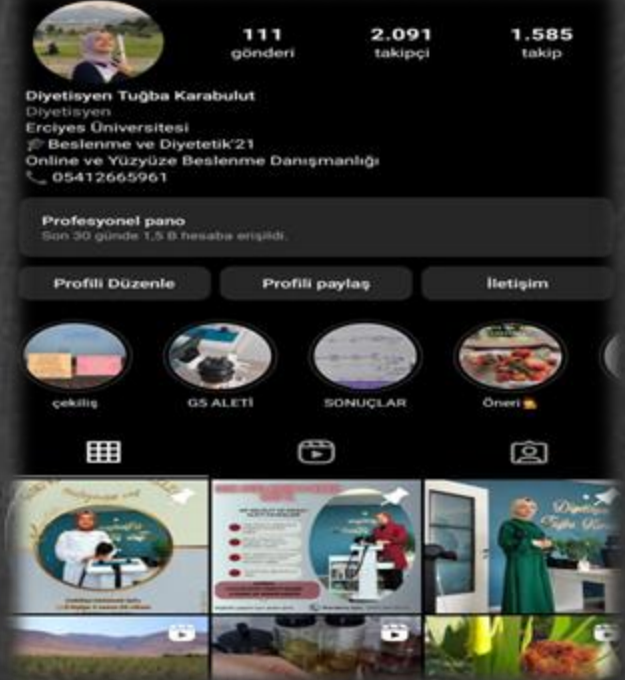 111
2.091
1.585
gönderi
takipçi
takip
Diyetisyen Tuğba Karabulut
Diyetisyen
Erciyes Üniversitesi
🎓Beslenme ve Diyetetik'21
Online ve Yüzyüze Beslenme Danışmanlığı
📞 05412665961
Profesyonel pano
Son 30 günde 1,5 B hesaba erişildi.
Profili Düzenle
Profili paylaş
İletişim
çekiliş
G5 ALETİ
SONUÇLAR
Öneri
Diyetisyen